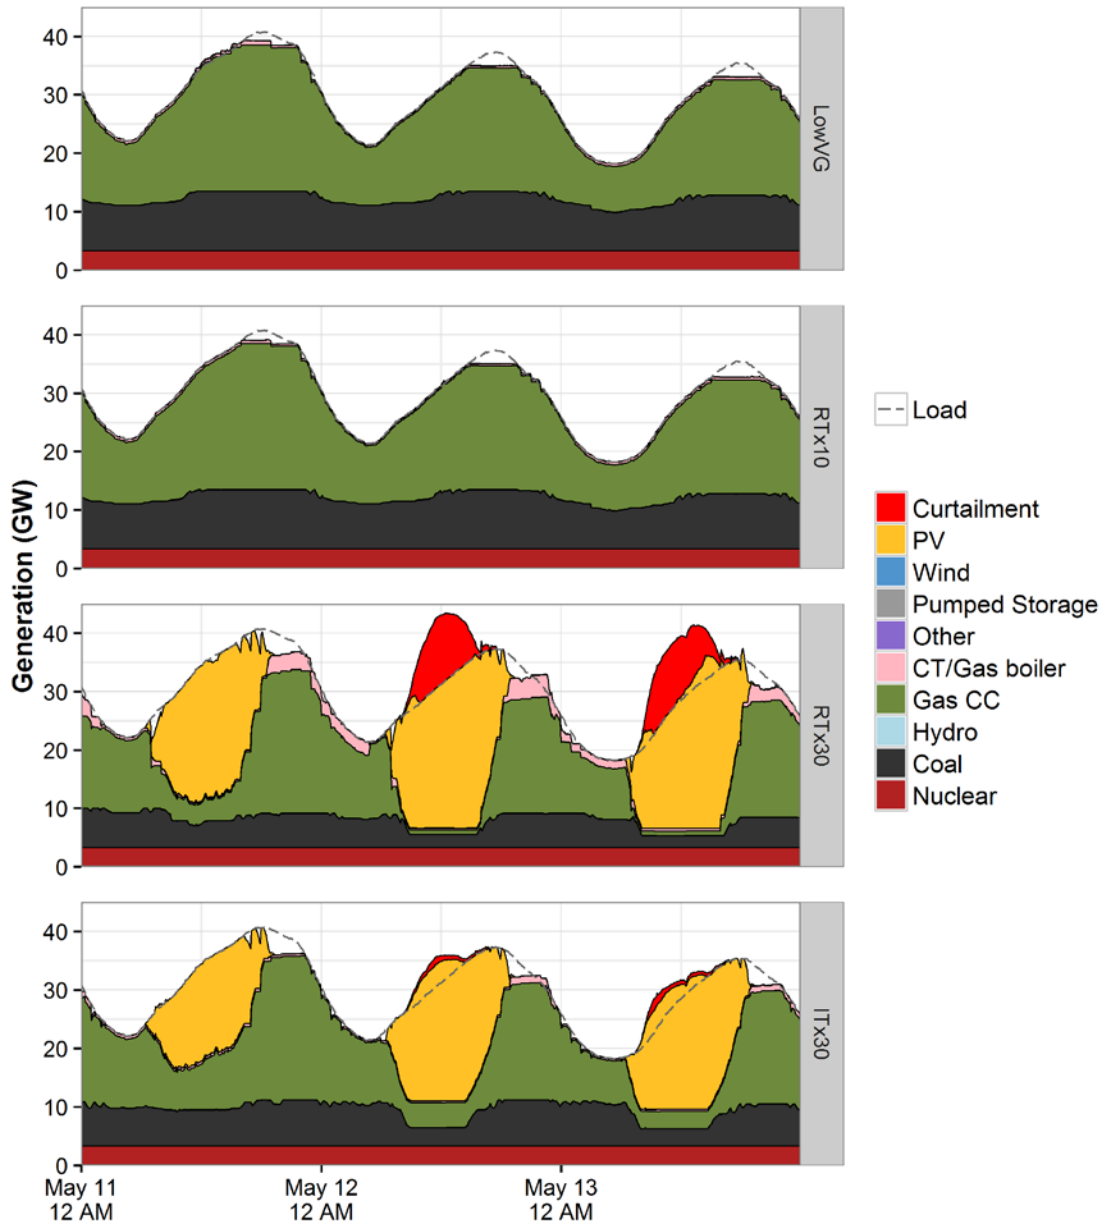 Generation (GW)
40
30
20
10
0
LowVG
40
30
20
10
0
RTx10
40
30
20
10
0
RTx30
40
30
20
10
0
ITx30
May 11
12 AM
May 12
12 AM
May 13
12 AM
Load
Curtailment
PV
Wind
Pumped Storage
Other
CT/Gas boiler
Gas CC
Hydro
Coal
Nuclear